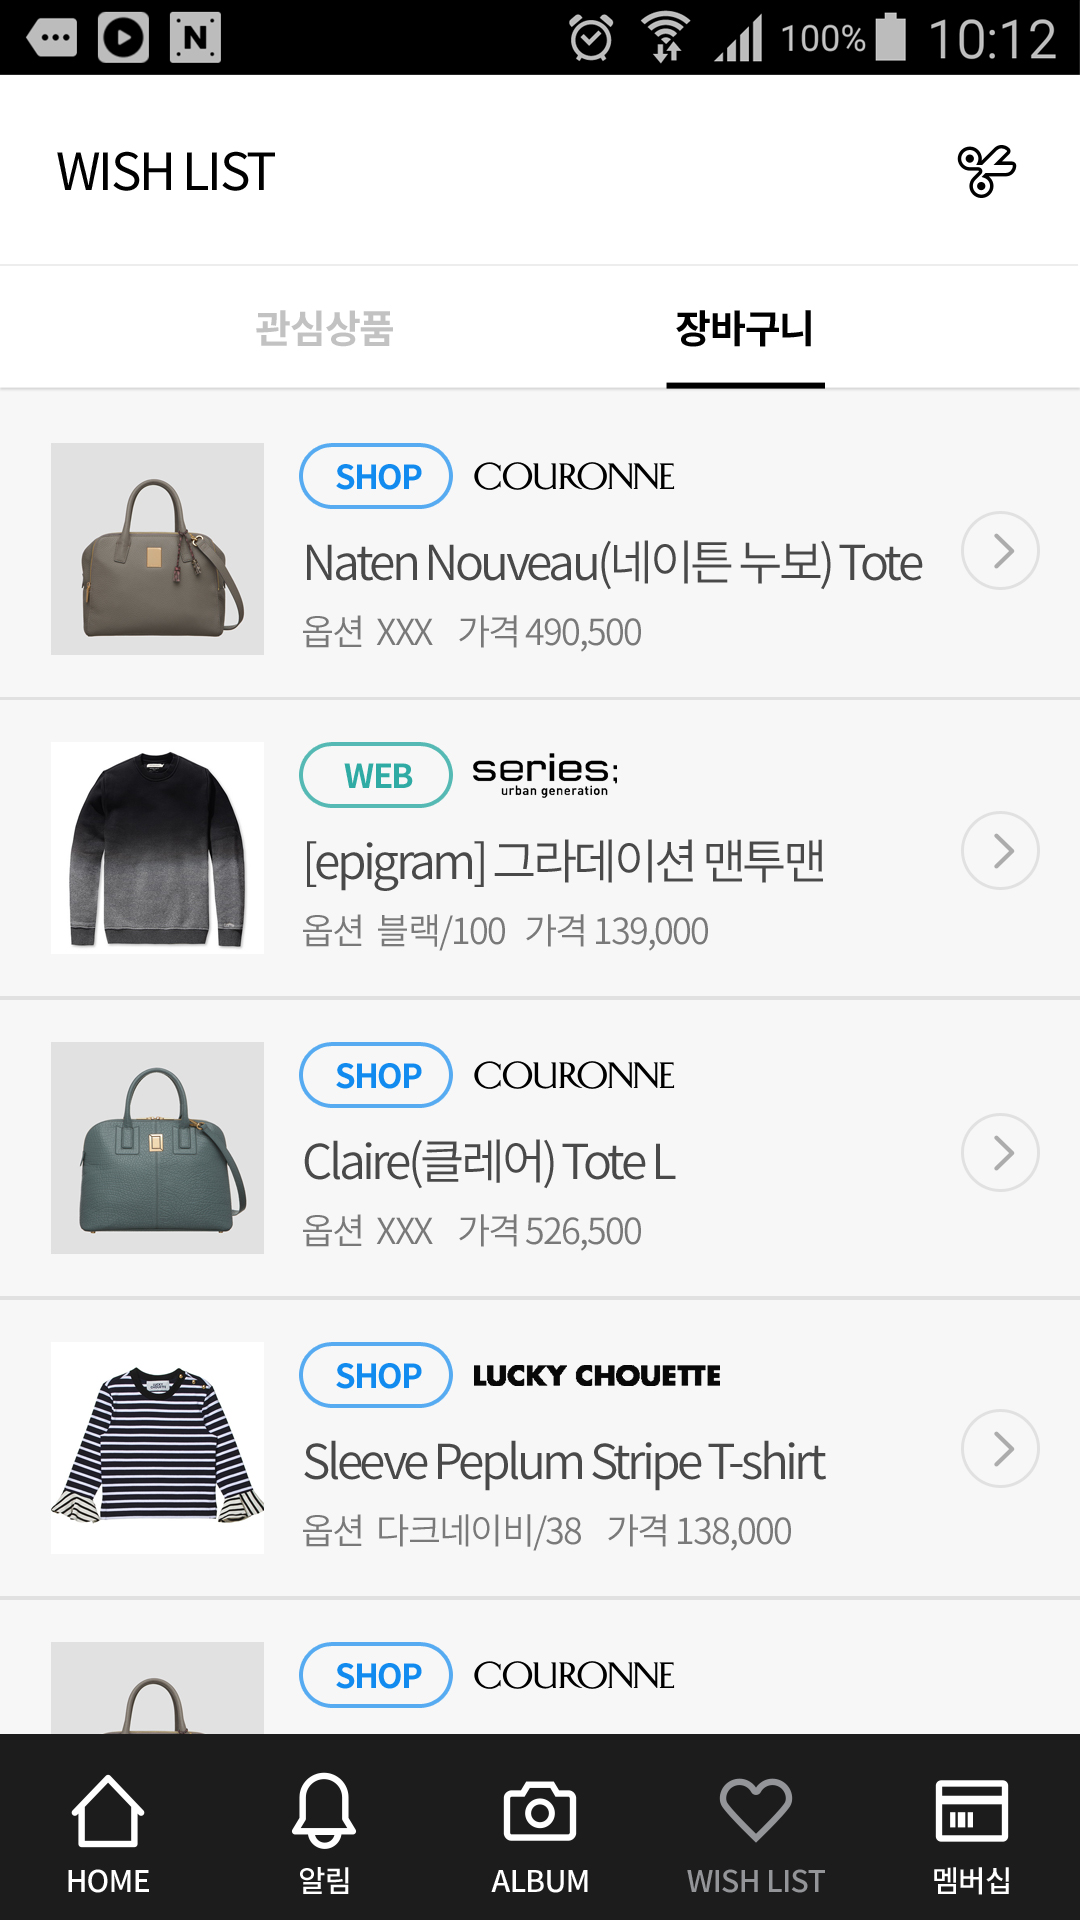 N 100% 10:12
WISH LIST
관심상품 장바구니
SHOP COURONNE
Naten Nouveau(네이튼 누보) Tote
옵션 XXX 가격 490,500
WEB series;
urban generation
[epigram] 그라데이션 맨투맨
옵션 블랙/100 가격 139,000
SHOP COURONNE
Claire(클레어) Tote L
옵션 XXX 가격 526,500
SHOP LUCKY CHOUETTE
Sleeve Peplum Stripe T-shirt
옵션 다크네이비/38 가격 138,000
SHOP COURONNE
HOME 알림 ALBUM WISH LIST 멤버십